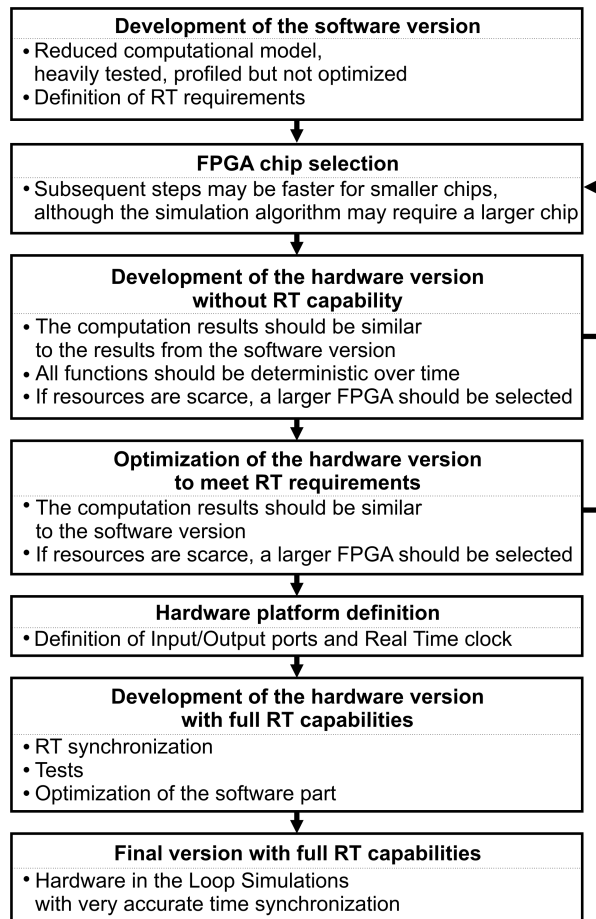 Development of the software version
• Reduced computational model,
heavily tested, profiled but not optimized
• Definition of RT requirements
FPGA chip selection
• Subsequent steps may be faster for smaller chips,
although the simulation algorithm may require a larger chip
Development of the hardware version
without RT capability
• The computation results should be similar
to the results from the software version
• All functions should be deterministic over time
• If resources are scarce, a larger FPGA should be selected
Optimization of the hardware version
to meet RT requirements
• The computation results should be similar
to the software version
• If resources are scarce, a larger FPGA should be selected
Hardware platform definition
• Definition of Input/Output ports and Real Time clock
Development of the hardware version
with full RT capabilities
• RT synchronization
• Tests
• Optimization of the software part
Final version with full RT capabilities
• Hardware in the Loop Simulations
with very accurate time synchronization